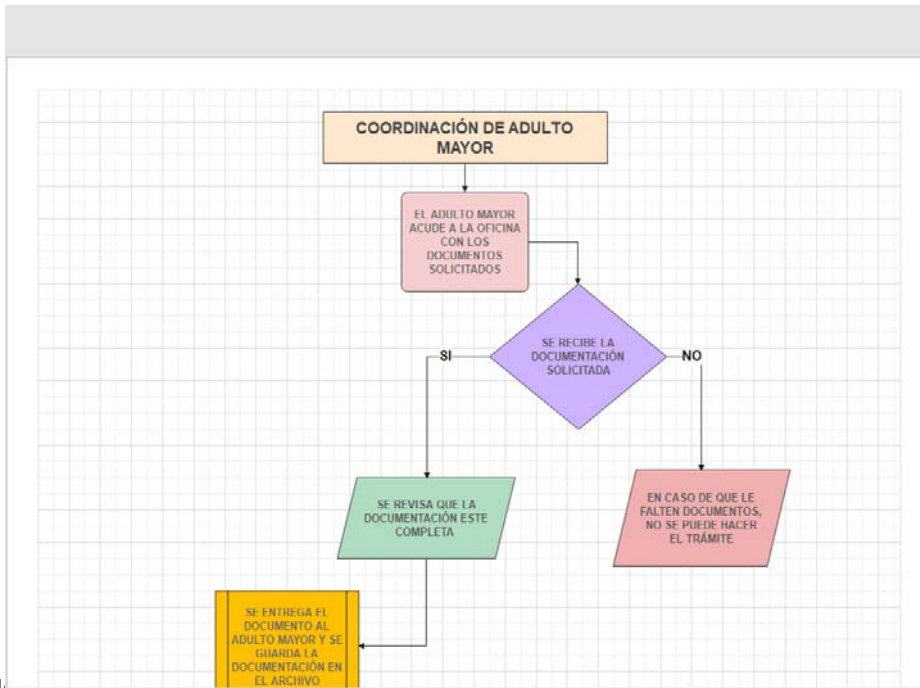 COORDINACIÓN DE ADULTO
MAYOR
EL ADULTO MAYOR
ACUDE A LA OFICINA
CON LOS
DOCUMENTOS
SOLICITADOS
SE RECIBE LA
DOCUMENTACIÓN
SOLICITADA
SI
NO
SE REVISA QUE LA
DOCUMENTACIÓN ESTE
COMPLETA
EN CASO DE QUE LE
FALTEN DOCUMENTOS,
NO SE PUEDE HACER
EL TRÁMITE
SE ENTREGA EL
DOCUMENTO AL
ADULTO MAYOR Y SE
GUARDA LA
DOCUMENTACIÓN EN
EL ARCHIVO